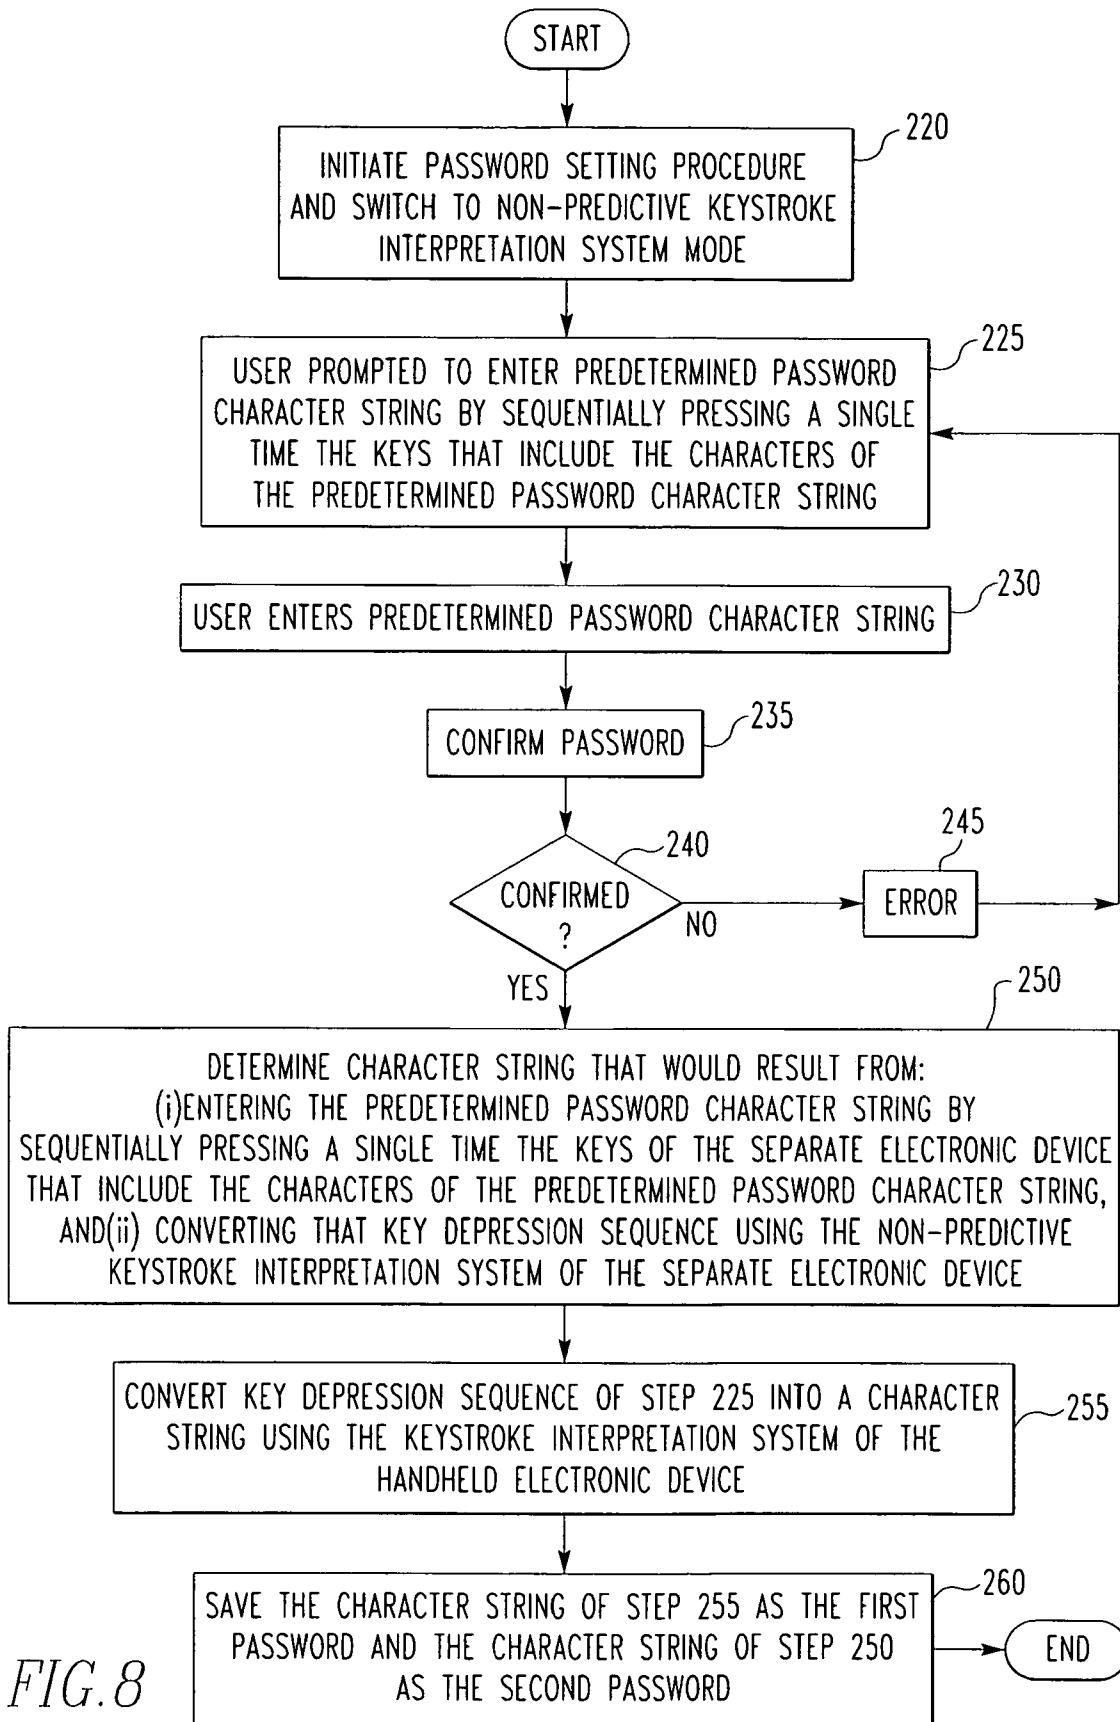 START
220
INITIATE PASSWORD SETTING PROCEDURE
AND SWITCH TO NON-PREDICTIVE KEYSTROKE
INTERPRETATION SYSTEM MODE
225
USER PROMPTED TO ENTER PREDETERMINED PASSWORD
CHARACTER STRING BY SEQUENTIALLY PRESSING A SINGLE
TIME THE KEYS THAT INCLUDE THE CHARACTERS OF
THE PREDETERMINED PASSWORD CHARACTER STRING
230
USER ENTERS PREDETERMINED PASSWORD CHARACTER STRING
235
CONFIRM PASSWORD
240
CONFIRMED
?
NO
245
ERROR
YES
250
DETERMINE CHARACTER STRING THAT WOULD RESULT FROM:
(i)ENTERING THE PREDETERMINED PASSWORD CHARACTER STRING BY
SEQUENTIALLY PRESSING A SINGLE TIME THE KEYS OF THE SEPARATE ELECTRONIC DEVICE
THAT INCLUDE THE CHARACTERS OF THE PREDETERMINED PASSWORD CHARACTER STRING,
AND(ii) CONVERTING THAT KEY DEPRESSION SEQUENCE USING THE NON-PREDICTIVE
KEYSTROKE INTERPRETATION SYSTEM OF THE SEPARATE ELECTRONIC DEVICE
255
CONVERT KEY DEPRESSION SEQUENCE OF STEP 225 INTO A CHARACTER
STRING USING THE KEYSTROKE INTERPRETATION SYSTEM OF THE
HANDHELD ELECTRONIC DEVICE
260
SAVE THE CHARACTER STRING OF STEP 255 AS THE FIRST
PASSWORD AND THE CHARACTER STRING OF STEP 250
AS THE SECOND PASSWORD
END
FIG.8